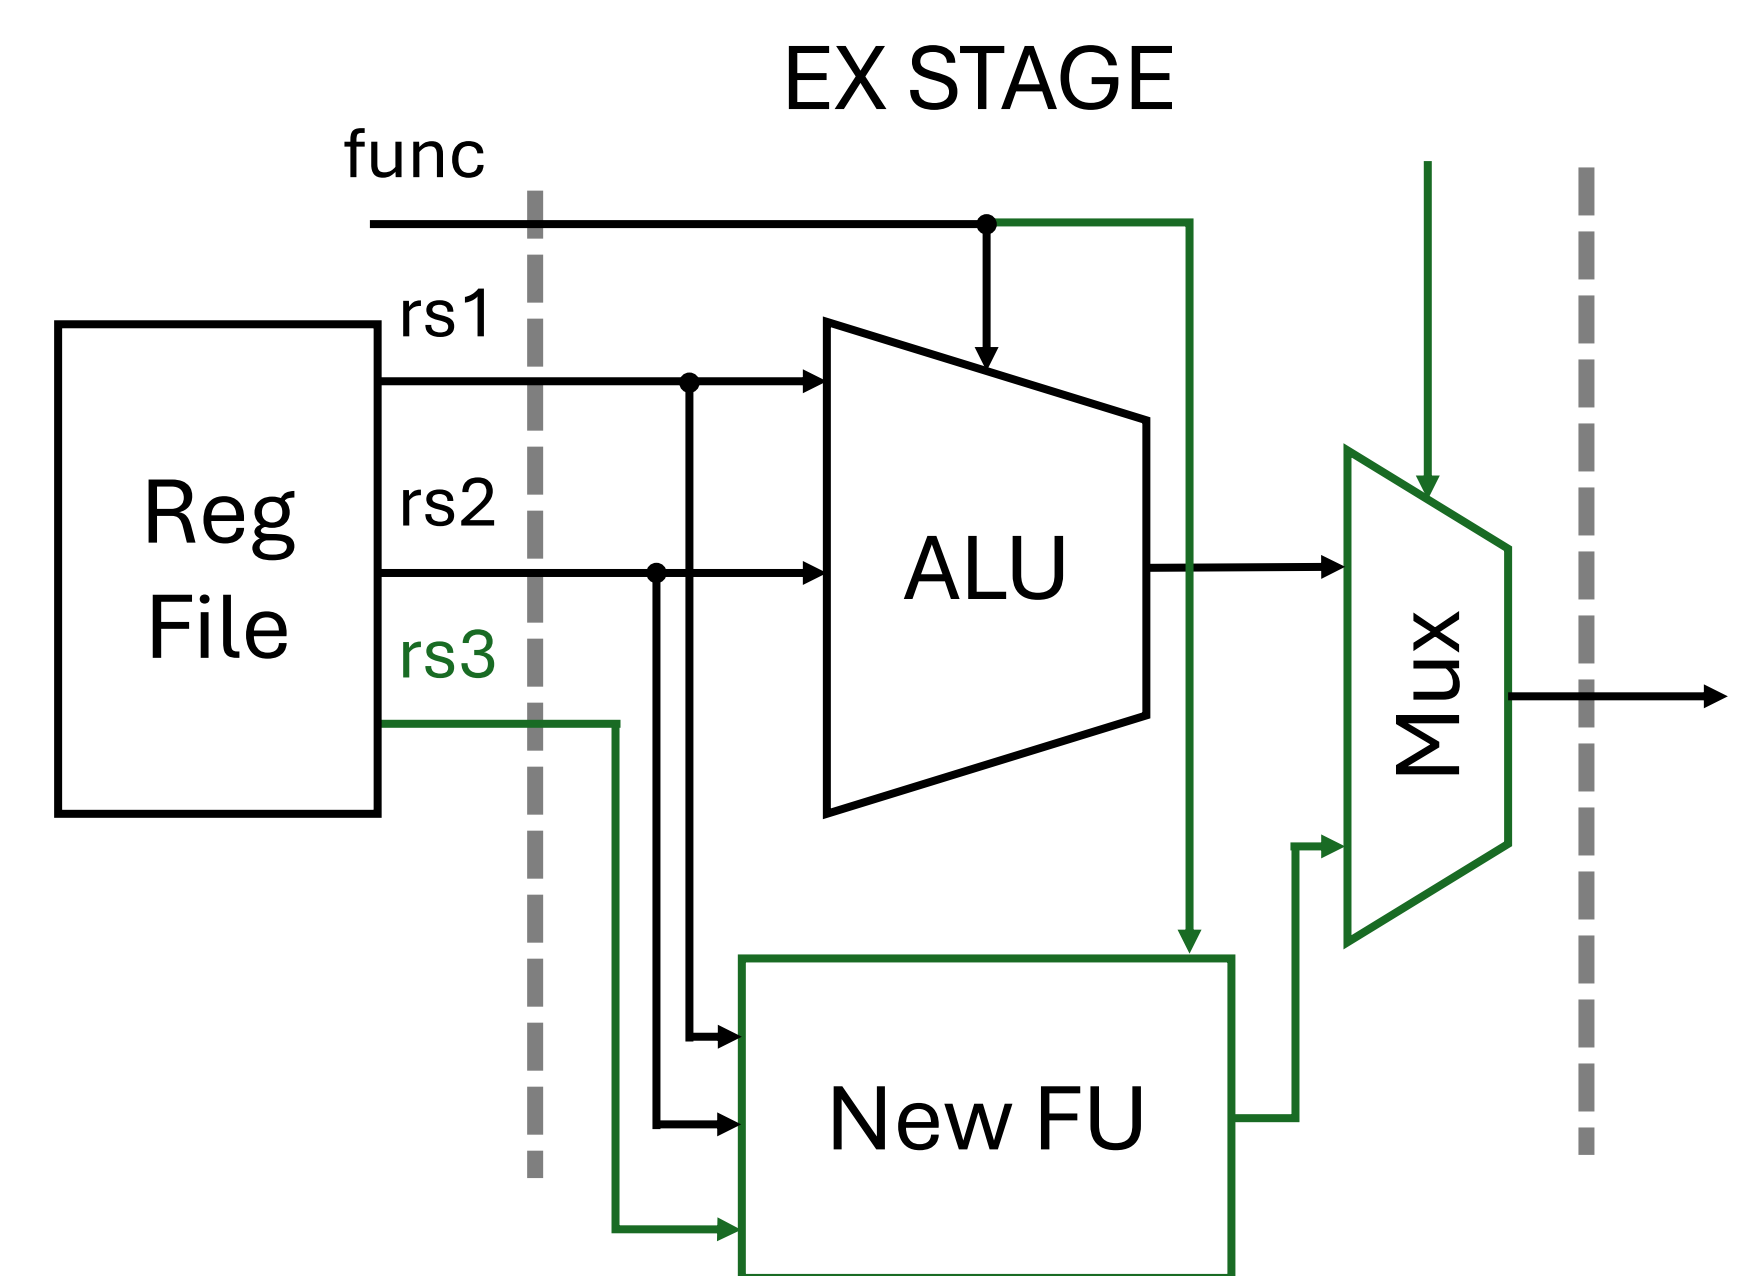 EX STAGE
func
rs1
rs2
rs3
Reg
File
ALU
Mux
New FU